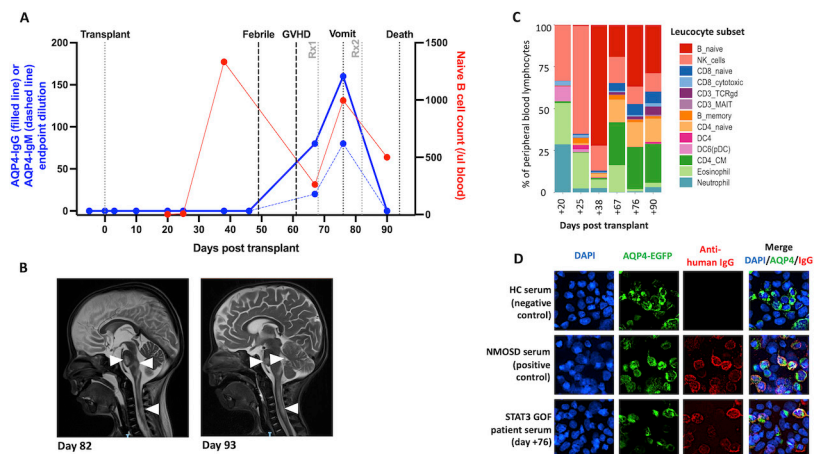 A
Transplant
Febrile
GVHD
Rx1
Vomit
Rx2
Death
AQP4-IgG (filled line) or
AQP4-IgM (dashed line)
endpoint dilution
200
150
100
50
0
1500
1000
500
0
Naive B cell count (/ul blood)
0
10
20
30
40
50
60
70
80
90
100
Days post transplant
B
Day 82
Day 93
C
% of peripheral blood lymphocytes
100
50
0
+20
+25
+38
+67
+76
+90
Days post transplant
Leucocyte subset
B_naive
NK_cells
CD8_naive
CD8_cytotoxic
CD3_TCRgd
CD3_MAIT
B_memory
CD4_naive
DC4
DC6(pDC)
CD4_CM
Eosinophil
Neutrophil
D
DAPI
AQP4-EGFP
Anti-
human IgG
Merge
DAPI/AQP4/IgG
HC serum
(negative
control)
NMOSD serum
(positive
control)
STAT3 GOF
patient serum
(day +76)